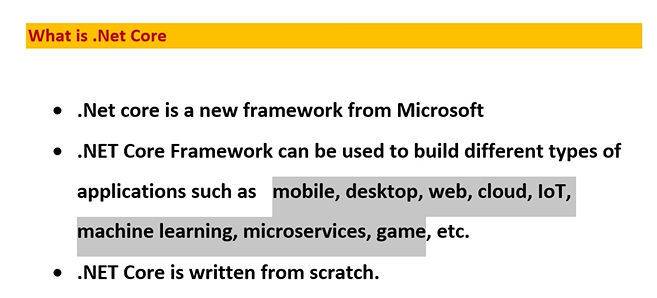 What is .Net Core
• .Net core is a new framework from Microsoft
• .NET Core Framework can be used to build different types of
applications such as mobile, desktop, web, cloud, IoT,
machine learning, microservices, game, etc.
• .NET Core is written from scratch.